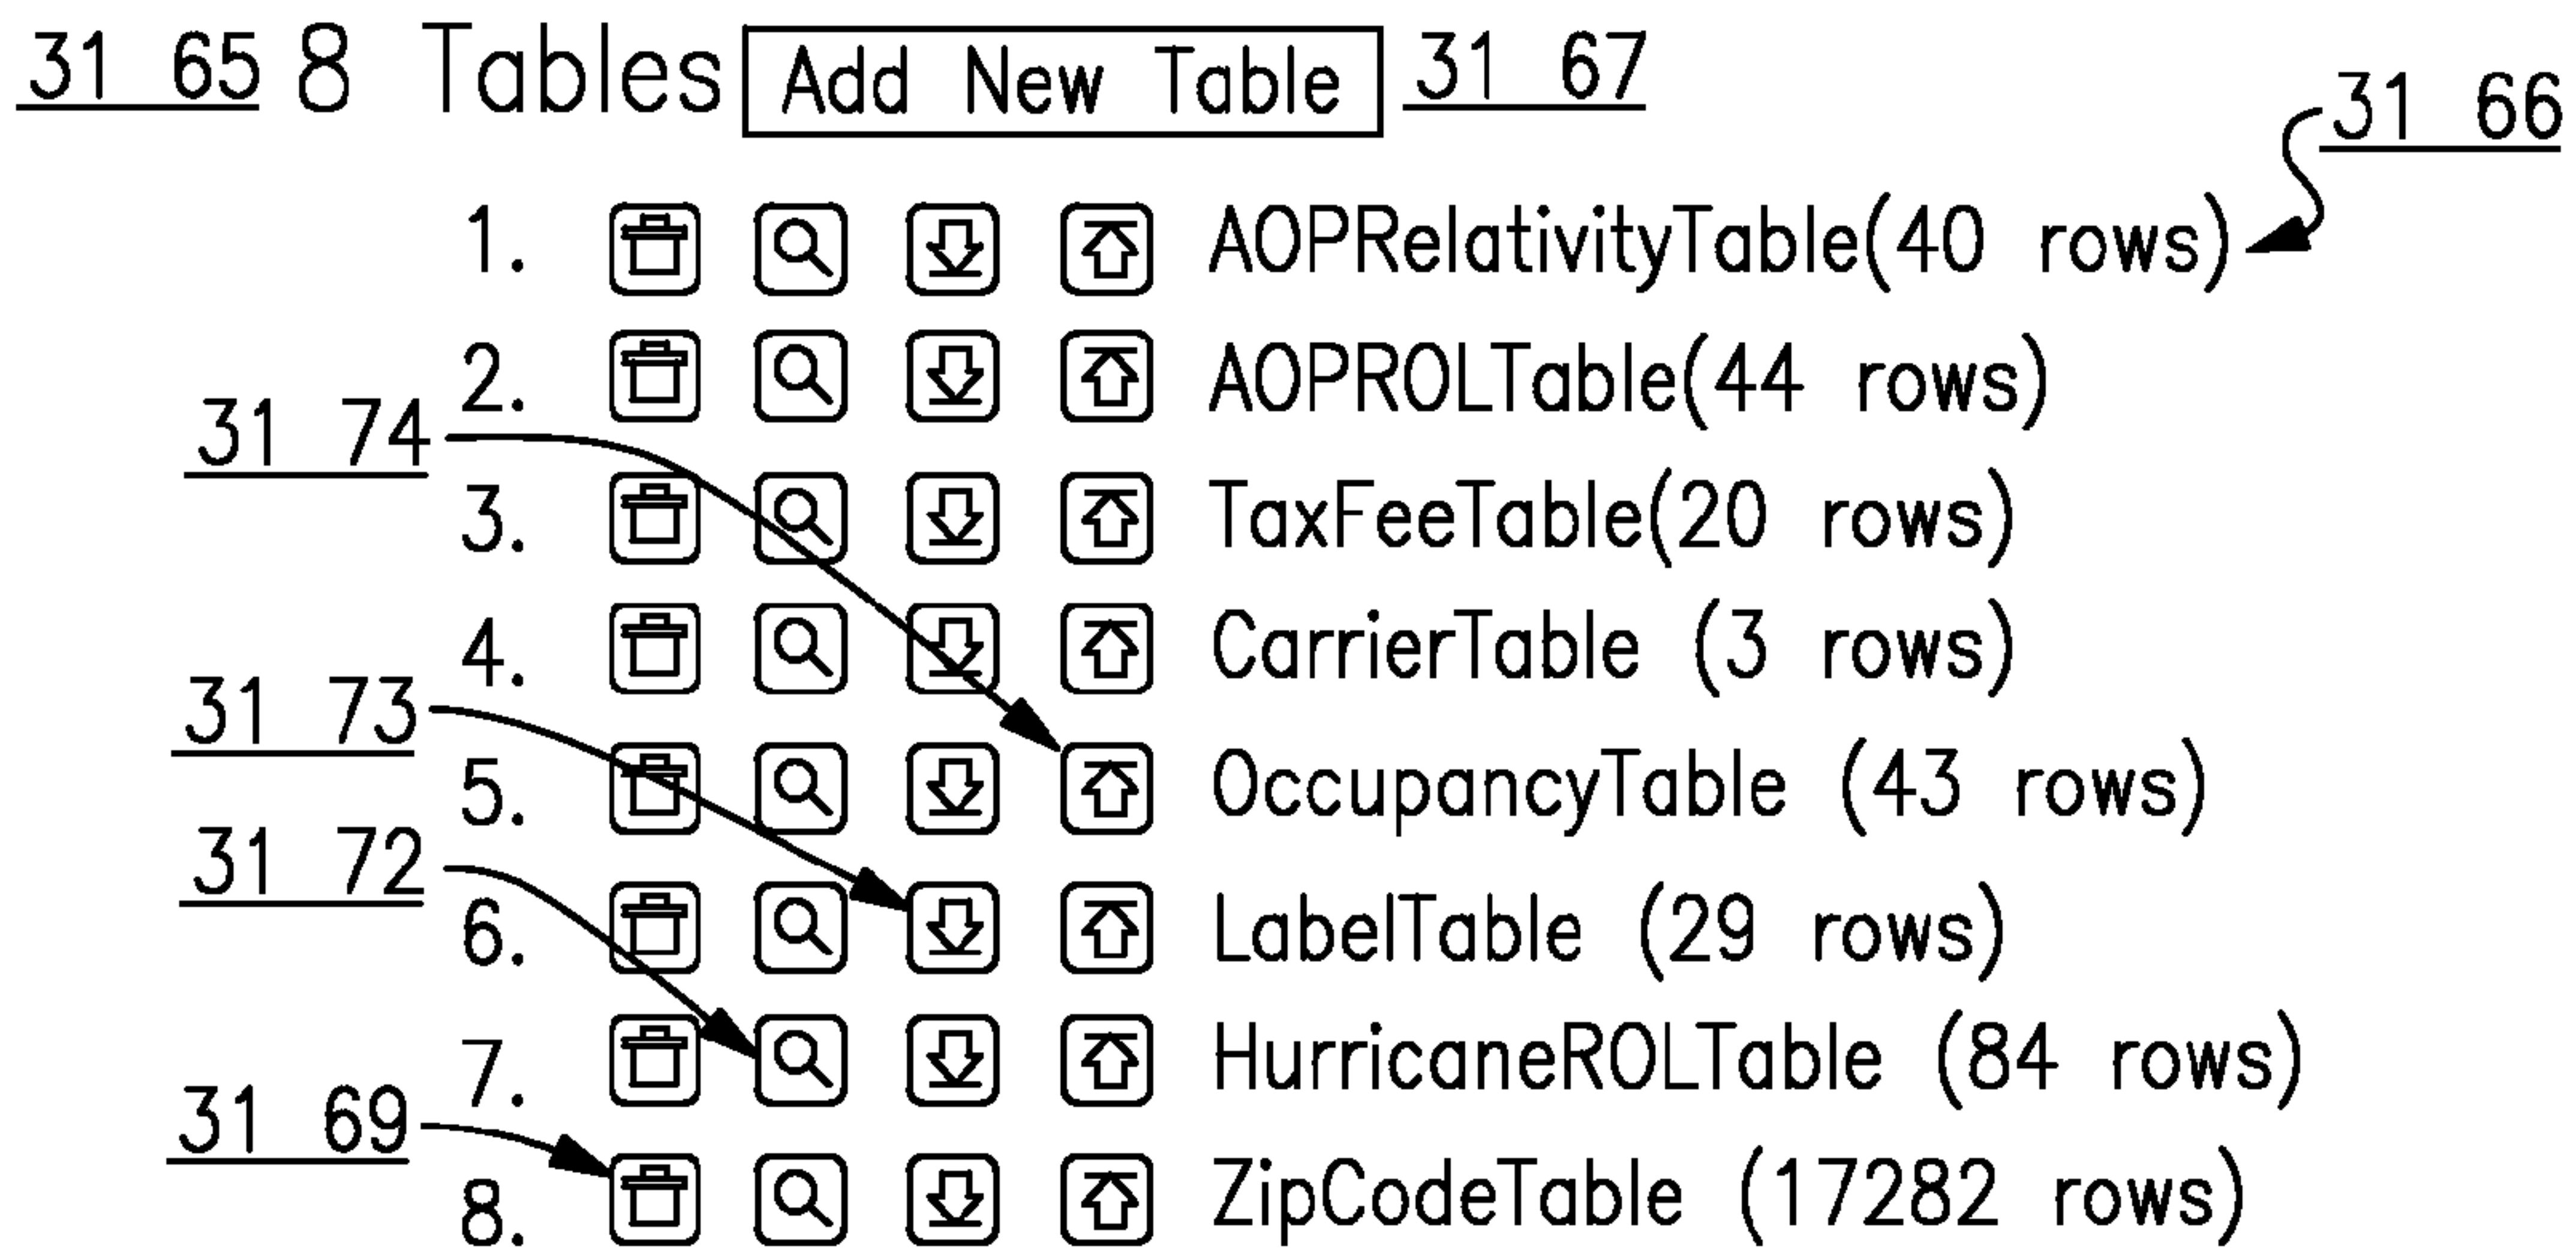 31 65 8 Tables Add New Table 31 67
31 66
1. AOPRelativityTable(40 rows)
2. AOPROLTable(44 rows)
31 74
3. TaxFeeTable(20 rows)
4. CarrierTable (3 rows)
31 73
5. OccupancyTable (43 rows)
31 72
6. LabelTable (29 rows)
7. HurricaneROLTable (84 rows)
31 69
8. ZipCodeTable (17282 rows)